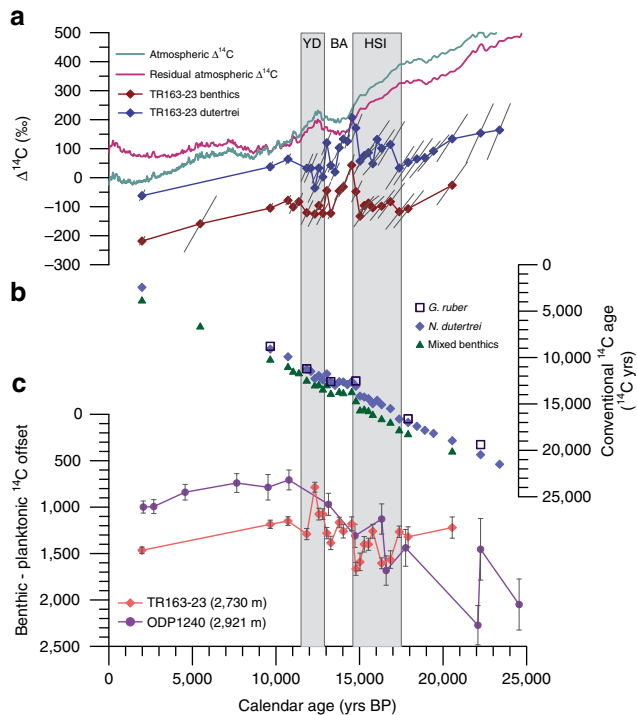 a
YD BA HSI
500
400
300
200
100
0
−100
−200
−300
Δ¹⁴C (‰)
Atmospheric Δ¹⁴C
Residual atmospheric Δ¹⁴C
TR163-23 benthics
TR163-23 dutertrei
b
G. ruber
N. dutertrei
Mixed benthics
0
5,000
10,000
15,000
20,000
25,000
Conventional ¹⁴C age
(¹⁴C yrs)
c
0
500
1,000
1,500
2,000
2,500
Benthic - planktonic ¹⁴C offset
TR163-23 (2,730 m)
ODP1240 (2,921 m)
0 5,000 10,000 15,000 20,000 25,000
Calendar age (yrs BP)